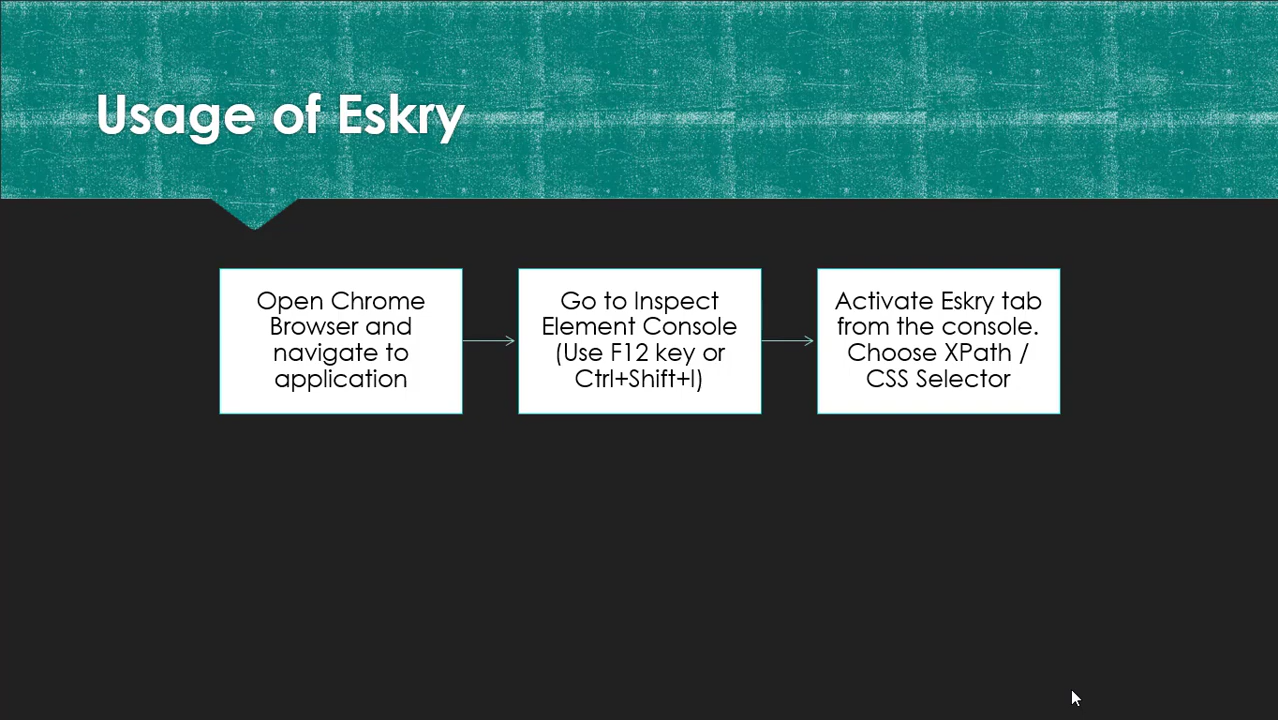 Usage of Eskry
Open Chrome
Browser and
navigate to
application
Go to Inspect
Element Console
(Use F12 key or
Ctrl+Shift+I)
Activate Eskry tab
from the console.
Choose XPath /
CSS Selector